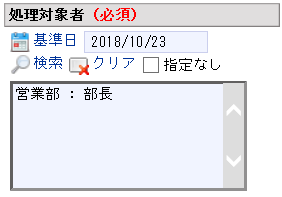 処理対象者 (必須)
基準日 2018/10/23
検索 クリア 指定なし
営業部 : 部長